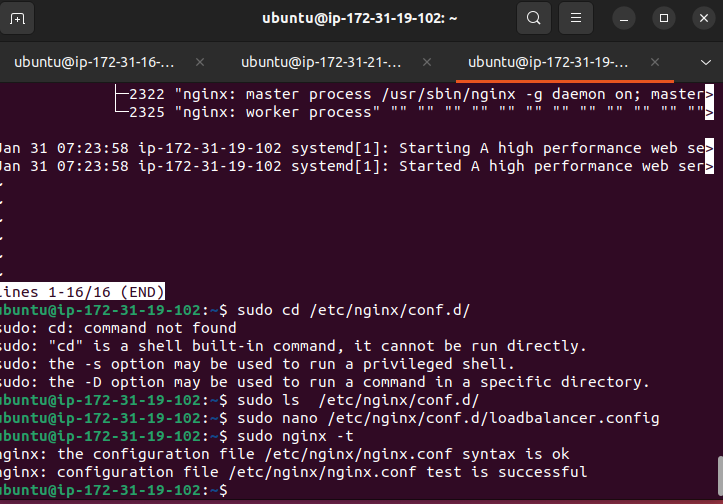 ubuntu@ip-172-31-19-102: ~
ubuntu@ip-172-31-16-...
ubuntu@ip-172-31-21-...
ubuntu@ip-172-31-19-...
├─2322 "nginx: master process /usr/sbin/nginx -g daemon on; master>
└─2325 "nginx: worker process" "" "" "" "" "" "" "" "" "" "" "" "">
Jan 31 07:23:58 ip-172-31-19-102 systemd[1]: Starting A high performance web se>
Jan 31 07:23:58 ip-172-31-19-102 systemd[1]: Started A high performance web ser>
~
~
~
~
~
~
lines 1-16/16 (END)
ubuntu@ip-172-31-19-102:~$ sudo cd /etc/nginx/conf.d/
sudo: cd: command not found
sudo: "cd" is a shell built-in command, it cannot be run directly.
sudo: the -s option may be used to run a privileged shell.
sudo: the -D option may be used to run a command in a specific directory.
ubuntu@ip-172-31-19-102:~$ sudo ls  /etc/nginx/conf.d/
ubuntu@ip-172-31-19-102:~$ sudo nano /etc/nginx/conf.d/loadbalancer.config
ubuntu@ip-172-31-19-102:~$ sudo nginx -t
nginx: the configuration file /etc/nginx/nginx.conf syntax is ok
nginx: configuration file /etc/nginx/nginx.conf test is successful
ubuntu@ip-172-31-19-102:~$